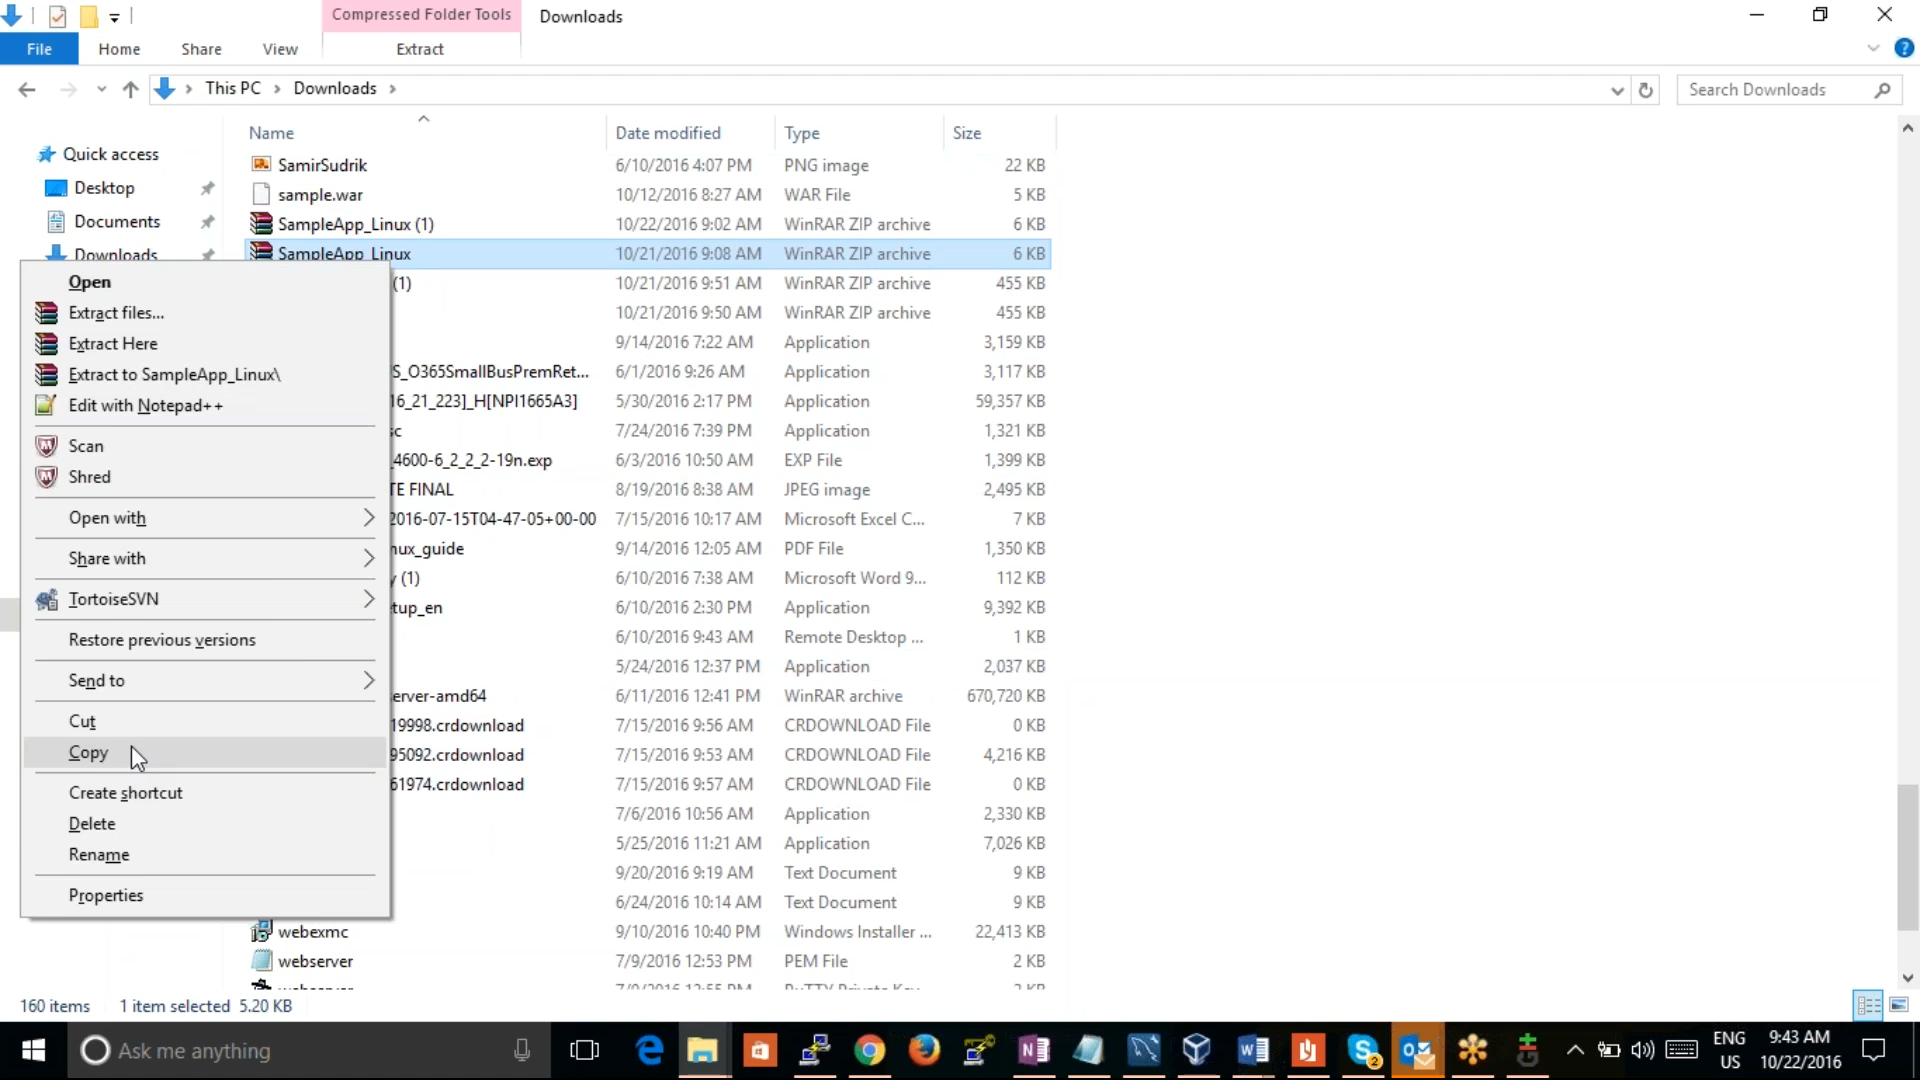 Compressed Folder Tools
Downloads
File
Home
Share
View
Extract
This PC
Downloads
Search Downloads
Name
Date modified
Type
Size
Quick access
Desktop
Documents
Downloads
SamirSudrik 6/10/2016 4:07 PM PNG image 22 KB
sample.war 10/12/2016 8:27 AM WAR File 5 KB
SampleApp_Linux (1) 10/22/2016 9:02 AM WinRAR ZIP archive 6 KB
SampleApp_Linux 10/21/2016 9:08 AM WinRAR ZIP archive 6 KB
(1) 10/21/2016 9:51 AM WinRAR ZIP archive 455 KB
10/21/2016 9:50 AM WinRAR ZIP archive 455 KB
9/14/2016 7:22 AM Application 3,159 KB
S_O365SmallBusPremRet... 6/1/2016 9:26 AM Application 3,117 KB
16_21_223]_H[NPI1665A3] 5/30/2016 2:17 PM Application 59,357 KB
sc 7/24/2016 7:39 PM Application 1,321 KB
_4600-6_2_2_2-19n.exp 6/3/2016 10:50 AM EXP File 1,399 KB
TE FINAL 8/19/2016 8:38 AM JPEG image 2,495 KB
2016-07-15T04-47-05+00-00 7/15/2016 10:17 AM Microsoft Excel C... 7 KB
nux_guide 9/14/2016 12:05 AM PDF File 1,350 KB
y (1) 6/10/2016 7:38 AM Microsoft Word 9... 112 KB
etup_en 6/10/2016 2:30 PM Application 9,392 KB
6/10/2016 9:43 AM Remote Desktop ... 1 KB
5/24/2016 12:37 PM Application 2,037 KB
erver-amd64 6/11/2016 12:41 PM WinRAR archive 670,720 KB
19998.crdownload 7/15/2016 9:56 AM CRDOWNLOAD File 0 KB
95092.crdownload 7/15/2016 9:53 AM CRDOWNLOAD File 4,216 KB
61974.crdownload 7/15/2016 9:57 AM CRDOWNLOAD File 0 KB
7/6/2016 10:56 AM Application 2,330 KB
5/25/2016 11:21 AM Application 7,026 KB
9/20/2016 9:19 AM Text Document 9 KB
6/24/2016 10:14 AM Text Document 9 KB
webexmc 9/10/2016 10:40 PM Windows Installer ... 22,413 KB
webserver 7/9/2016 12:53 PM PEM File 2 KB
Open
Extract files...
Extract Here
Extract to SampleApp_Linux\
Edit with Notepad++
Scan
Shred
Open with
Share with
TortoiseSVN
Restore previous versions
Send to
Cut
Copy
Create shortcut
Delete
Rename
Properties
160 items
1 item selected 5.20 KB
Ask me anything
ENG
US
9:43 AM
10/22/2016